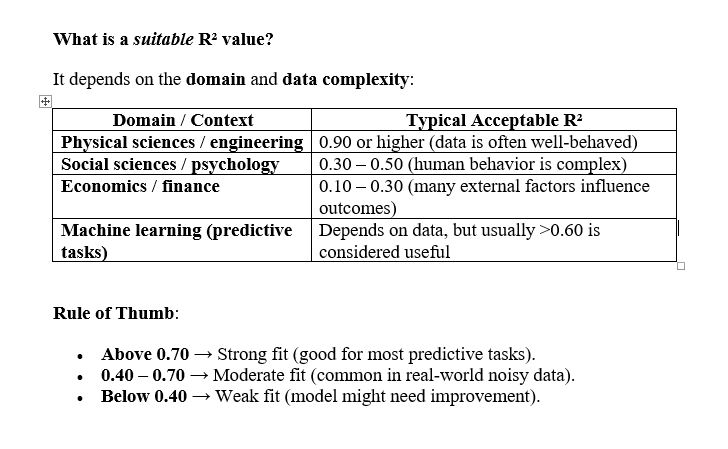 What is a suitable R² value?
It depends on the domain and data complexity:
Domain / Context Typical Acceptable R²
Physical sciences / engineering 0.90 or higher (data is often well-behaved)
Social sciences / psychology 0.30 – 0.50 (human behavior is complex)
Economics / finance 0.10 – 0.30 (many external factors influence
outcomes)
Machine learning (predictive Depends on data, but usually >0.60 is
tasks) considered useful
Rule of Thumb:
• Above 0.70 → Strong fit (good for most predictive tasks).
• 0.40 – 0.70 → Moderate fit (common in real-world noisy data).
• Below 0.40 → Weak fit (model might need improvement).